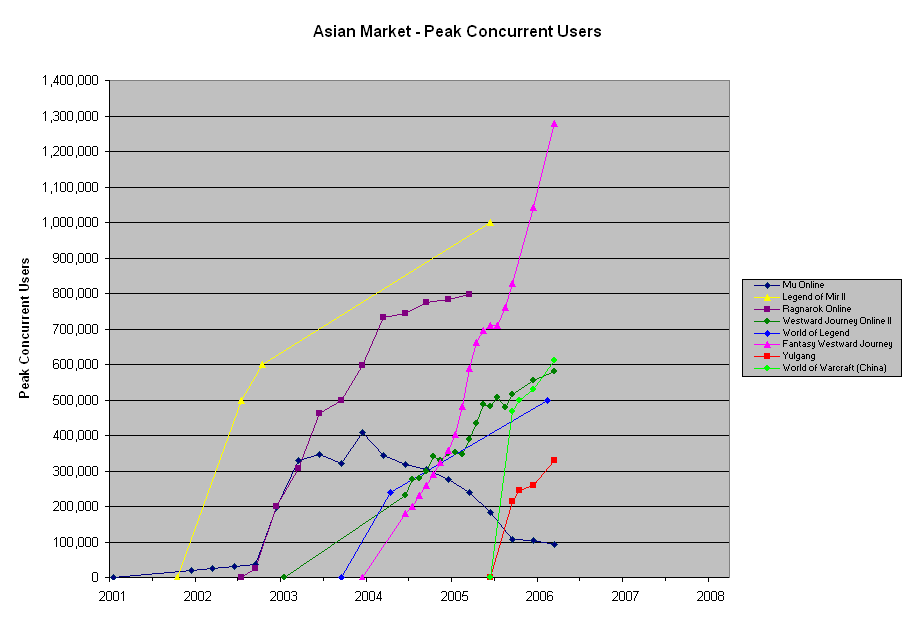 Asian Market - Peak Concurrent Users
1,400,000
1,300,000
1,200,000
1,100,000
1,000,000
900,000
800,000
700,000
600,000
500,000
400,000
300,000
200,000
100,000
0
Peak Concurrent Users
2001 2002 2003 2004 2005 2006 2007 2008
Mu Online
Legend of Mir II
Ragnarok Online
Westward Journey Online II
World of Legend
Fantasy Westward Journey
Yulgang
World of Warcraft (China)